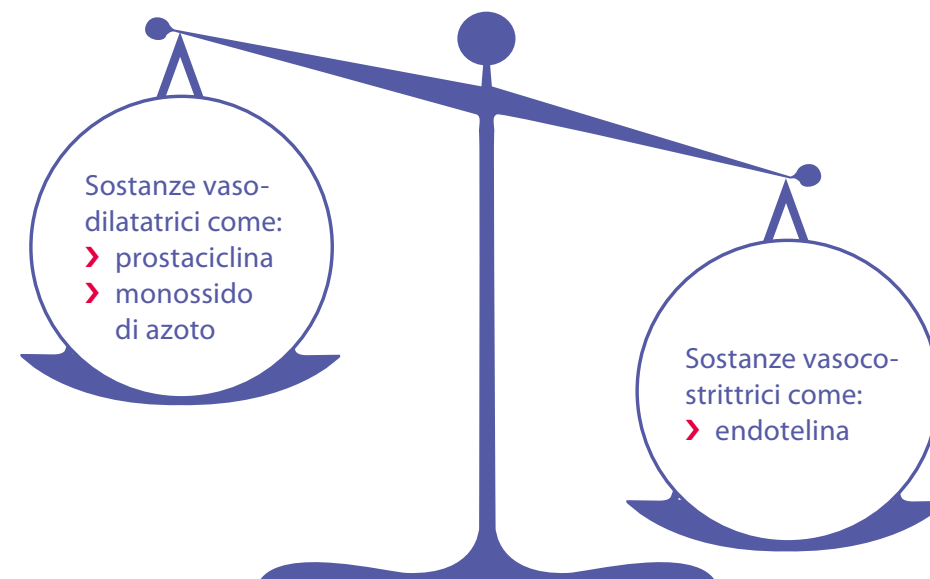 Sostanze vaso-
dilatatrici come:
› prostaciclina
› monossido
di azoto
Sostanze vasoco-
strittrici come:
› endotelina